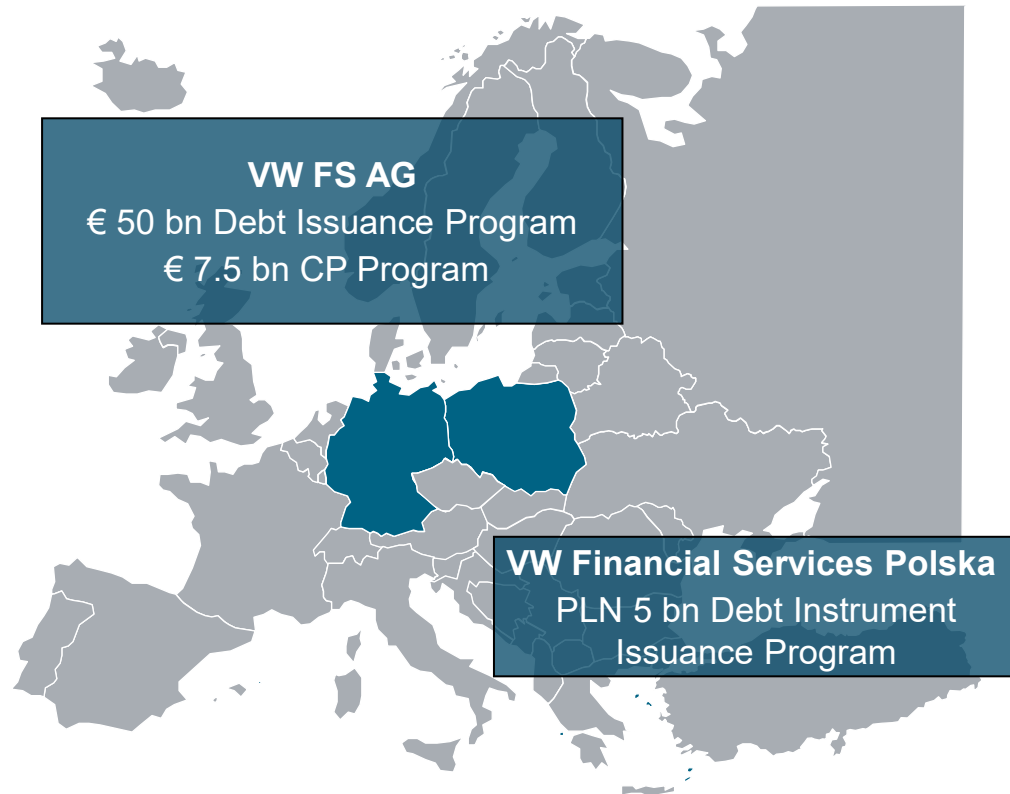 VW FS AG
€ 50 bn Debt Issuance Program
€ 7.5 bn CP Program
VW Financial Services Polska
PLN 5 bn Debt Instrument
Issuance Program